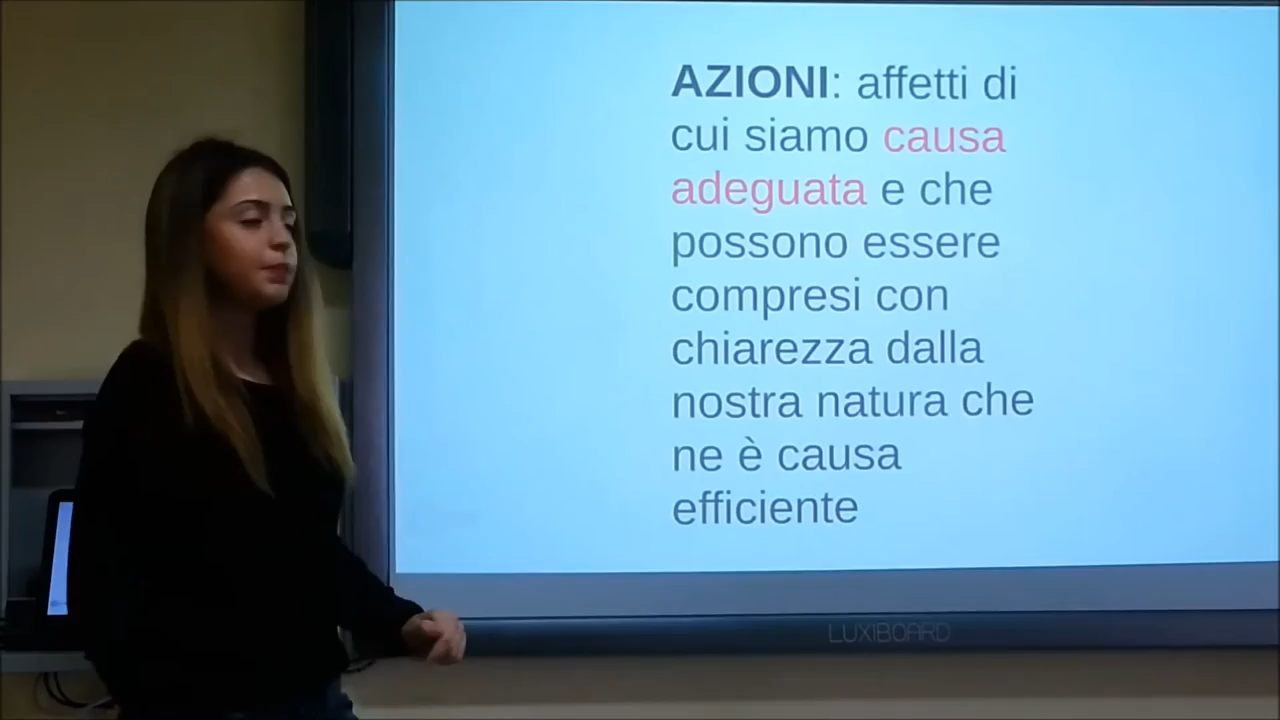 AZIONI: affetti di
cui siamo causa
adeguata e che
possono essere
compresi con
chiarezza dalla
nostra natura che
ne è causa
efficiente
LUXIBOARD